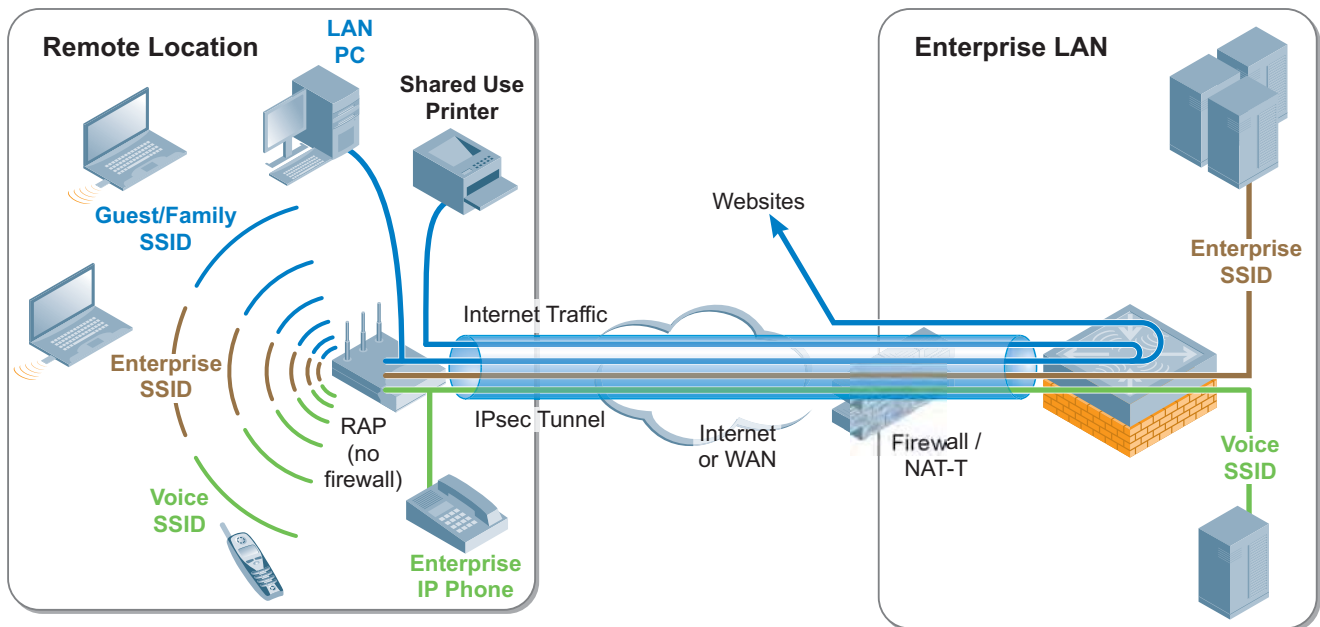 Remote Location
LAN
PC
Shared Use
Printer
Guest/Family
SSID
Enterprise
SSID
Voice
SSID
RAP
(no
firewall)
Enterprise
IP Phone
Internet Traffic
IPsec Tunnel
Internet
or WAN
Websites
Firewall /
NAT-T
Enterprise LAN
Enterprise
SSID
Voice
SSID